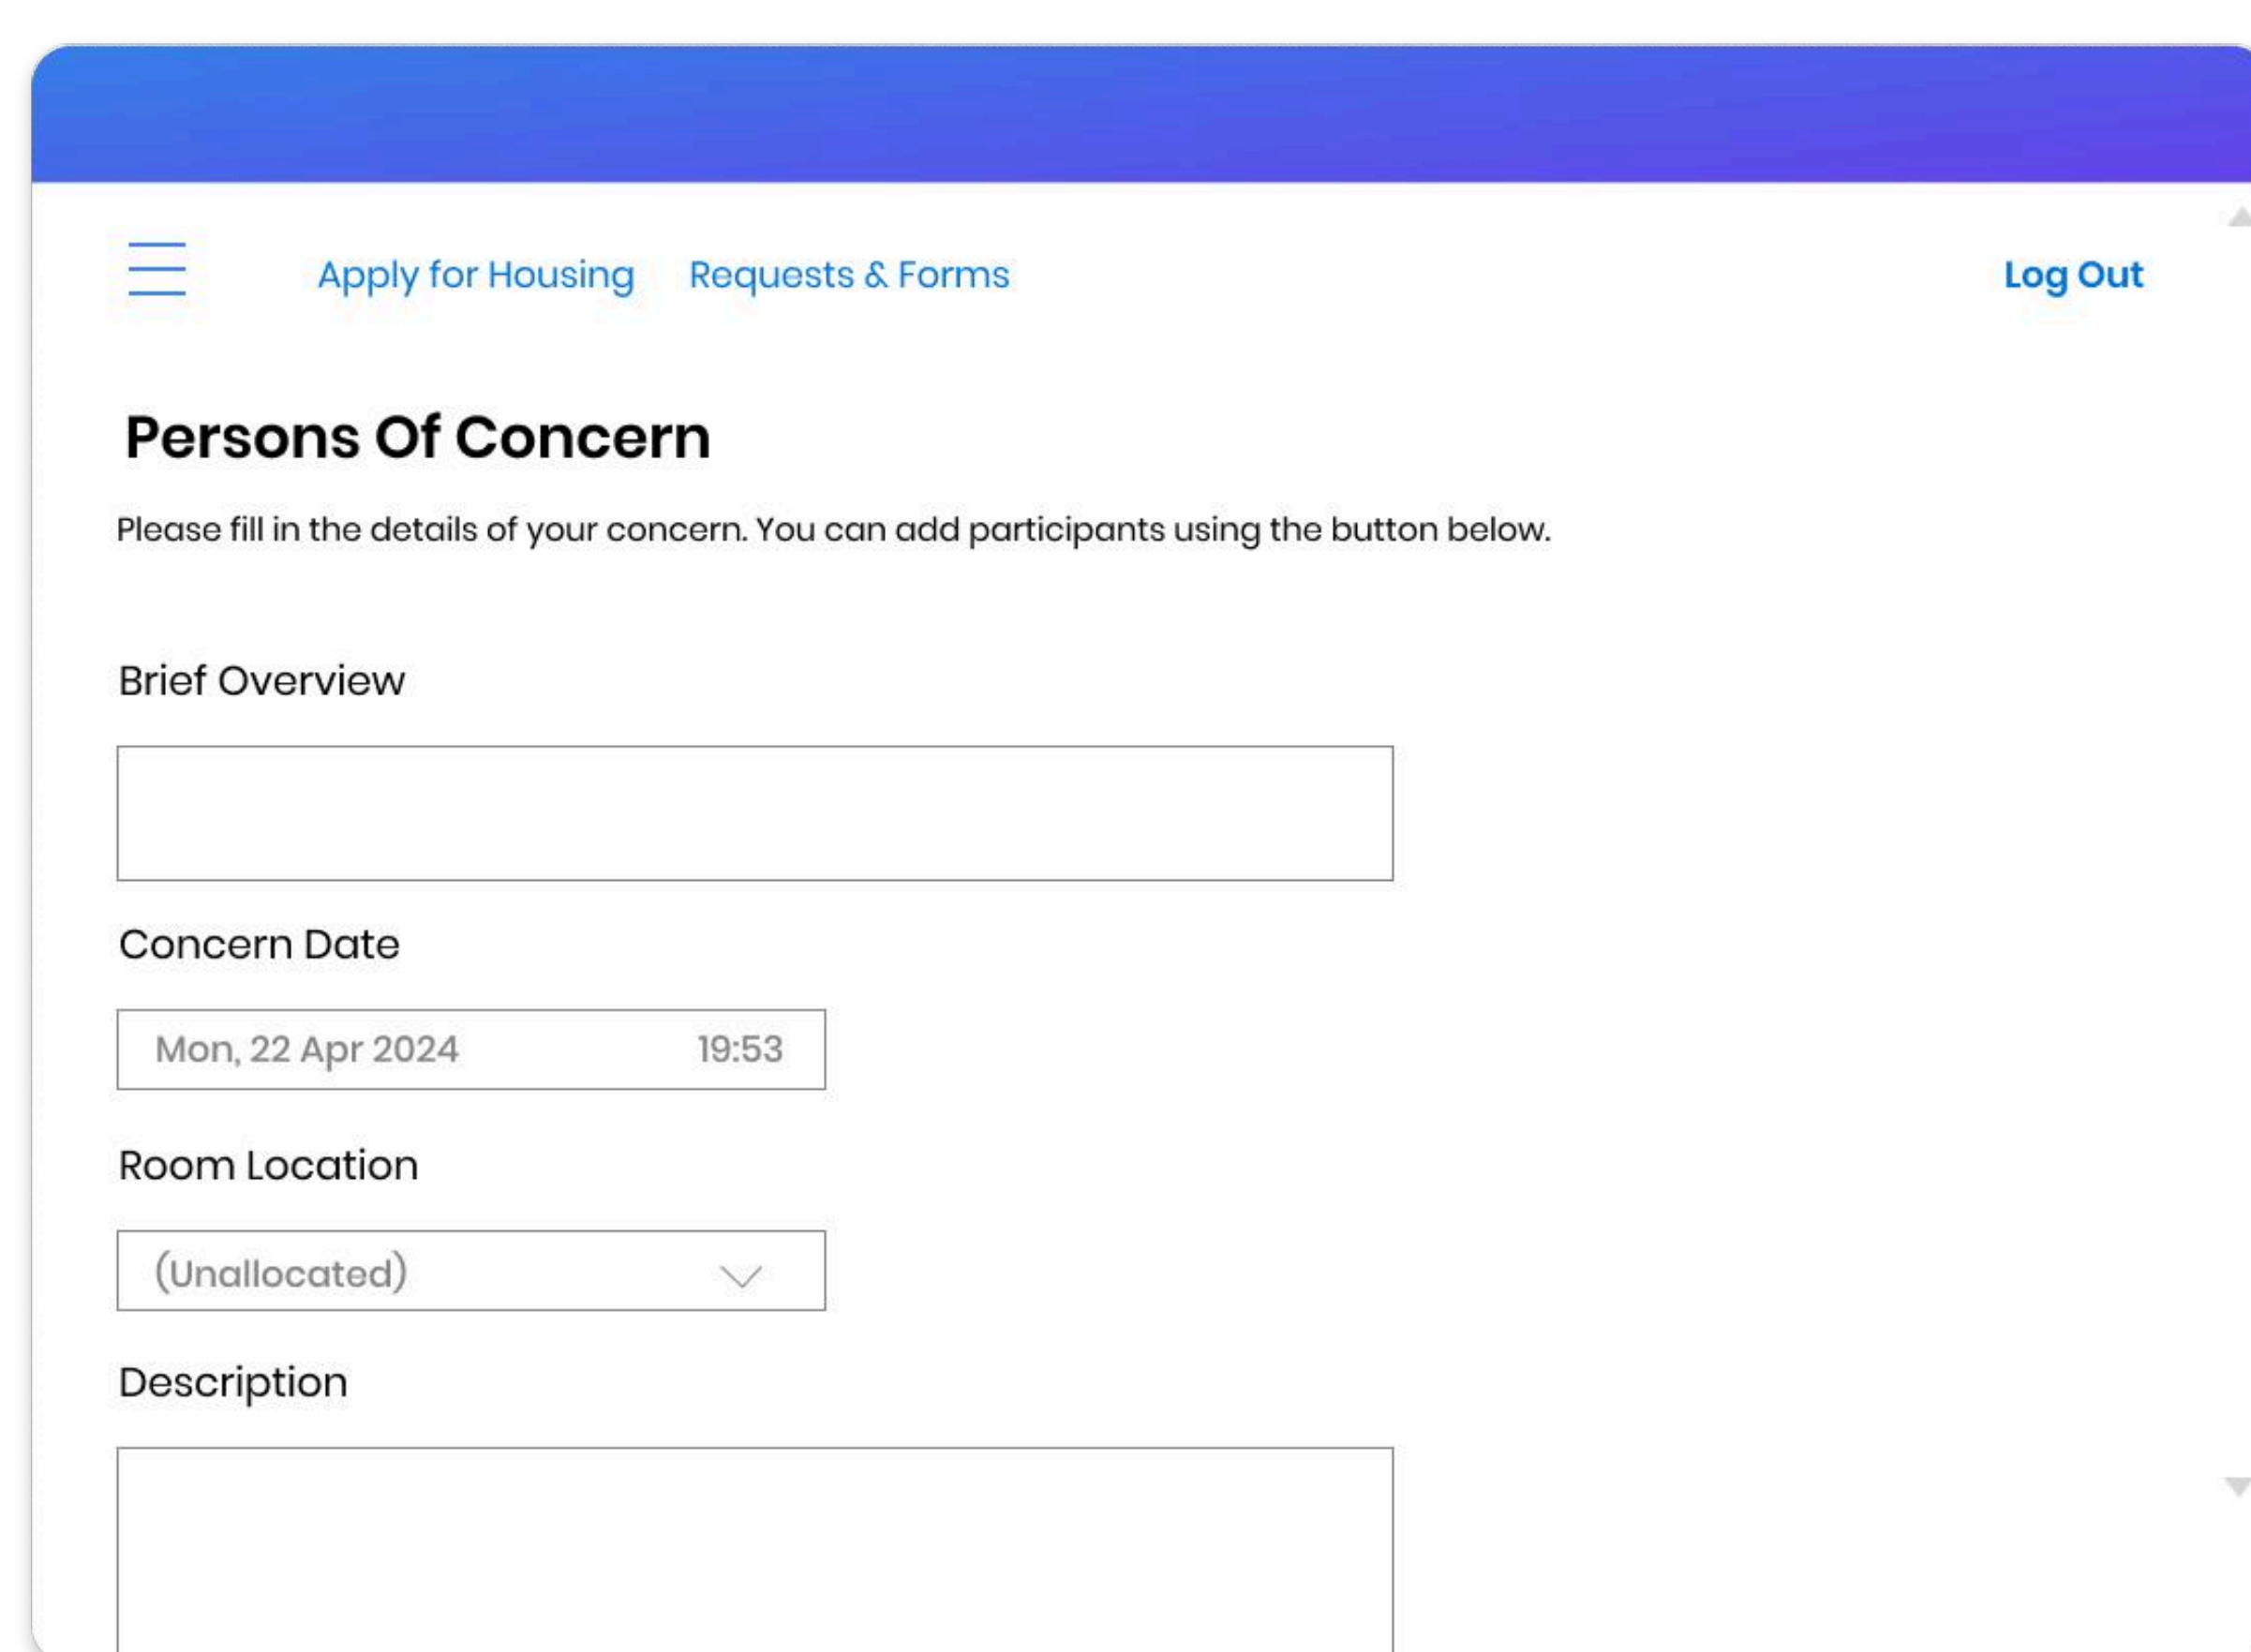 Apply for Housing Requests & Forms Log Out
Persons Of Concern
Please fill in the details of your concern. You can add participants using the button below.
Brief Overview
Concern Date
Mon, 22 Apr 2024 19:53
Room Location
(Unallocated)
Description